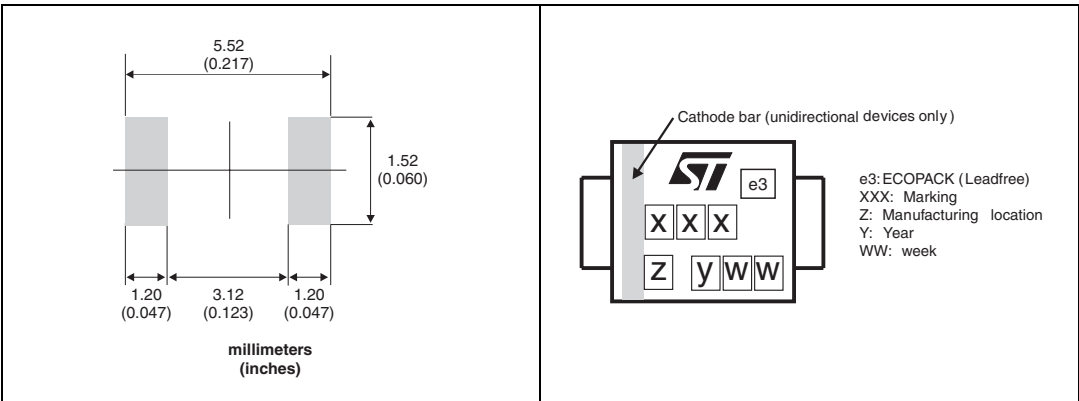 5.52
(0.217)
1.52
(0.060)
1.20
(0.047)
3.12
(0.123)
1.20
(0.047)
millimeters
(inches)
Cathode bar (unidirectional devices only)
ST
e3
x x x
z y w w
e3: ECOPACK (Leadfree)
XXX: Marking
Z: Manufacturing location
Y: Year
WW: week